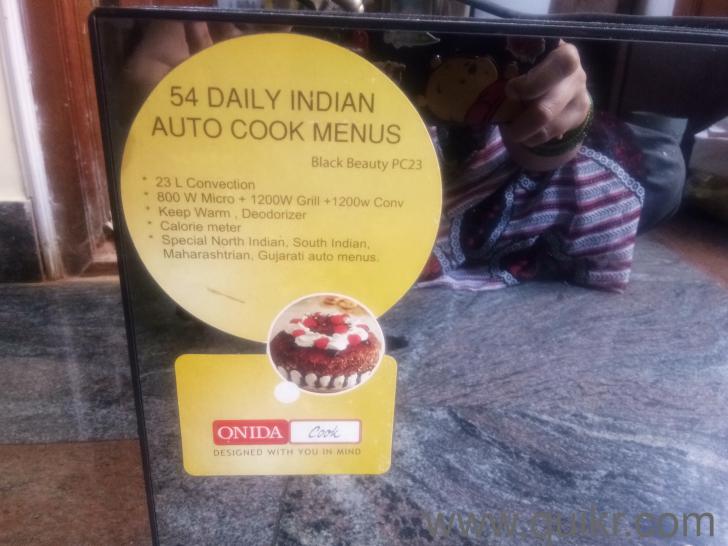 54 DAILY INDIAN
AUTO COOK MENUS
Black Beauty PC23
* 23 L Convection
* 800 W Micro + 1200W Grill +1200w Conv
* Keep Warm , Deodorizer
* Calorie meter
* Special North Indian, South Indian,
Maharashtrian, Gujarati auto menus.
ONIDA Cook
DESIGNED WITH YOU IN MIND
www.quikr.com